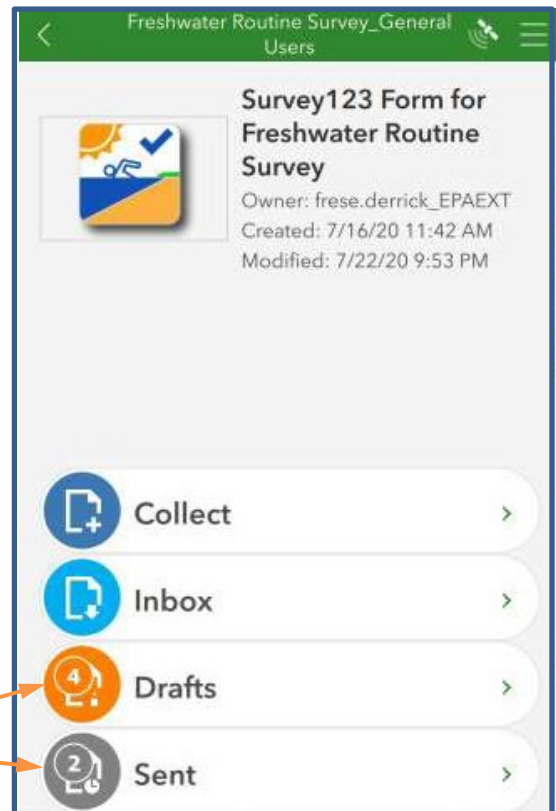 Freshwater Routine Survey_General
Users
Survey123 Form for
Freshwater Routine
Survey
Owner: frese.derrick_EPAEXT
Created: 7/16/20 11:42 AM
Modified: 7/22/20 9:53 PM
Collect
Inbox
4
Drafts
2
Sent